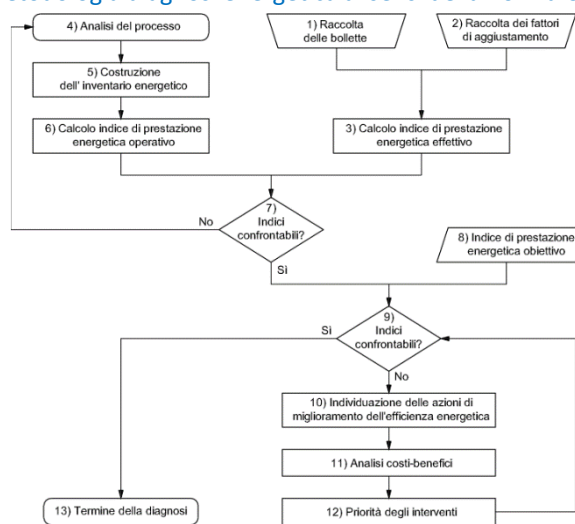 4) Analisi del processo
1) Raccolta
delle bollette
2) Raccolta dei fattori
di aggiustamento
5) Costruzione
dell' inventario energetico
6) Calcolo indice di prestazione
energetica operativo
3) Calcolo indice di prestazione
energetica effettivo
7)
Indici
confrontabili?
No
Sì
8) Indice di prestazione
energetica obiettivo
9)
Indici
confrontabili?
Sì
No
10) Individuazione delle azioni di
miglioramento dell'efficienza energetica
11) Analisi costi-benefici
12) Priorità degli interventi
13) Termine della diagnosi